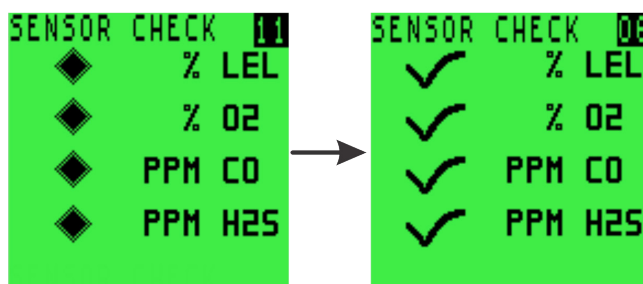 SENSOR CHECK 11
% LEL
% O2
PPM CO
PPM H2S
SENSOR CHECK
% LEL
% O2
PPM CO
PPM H2S